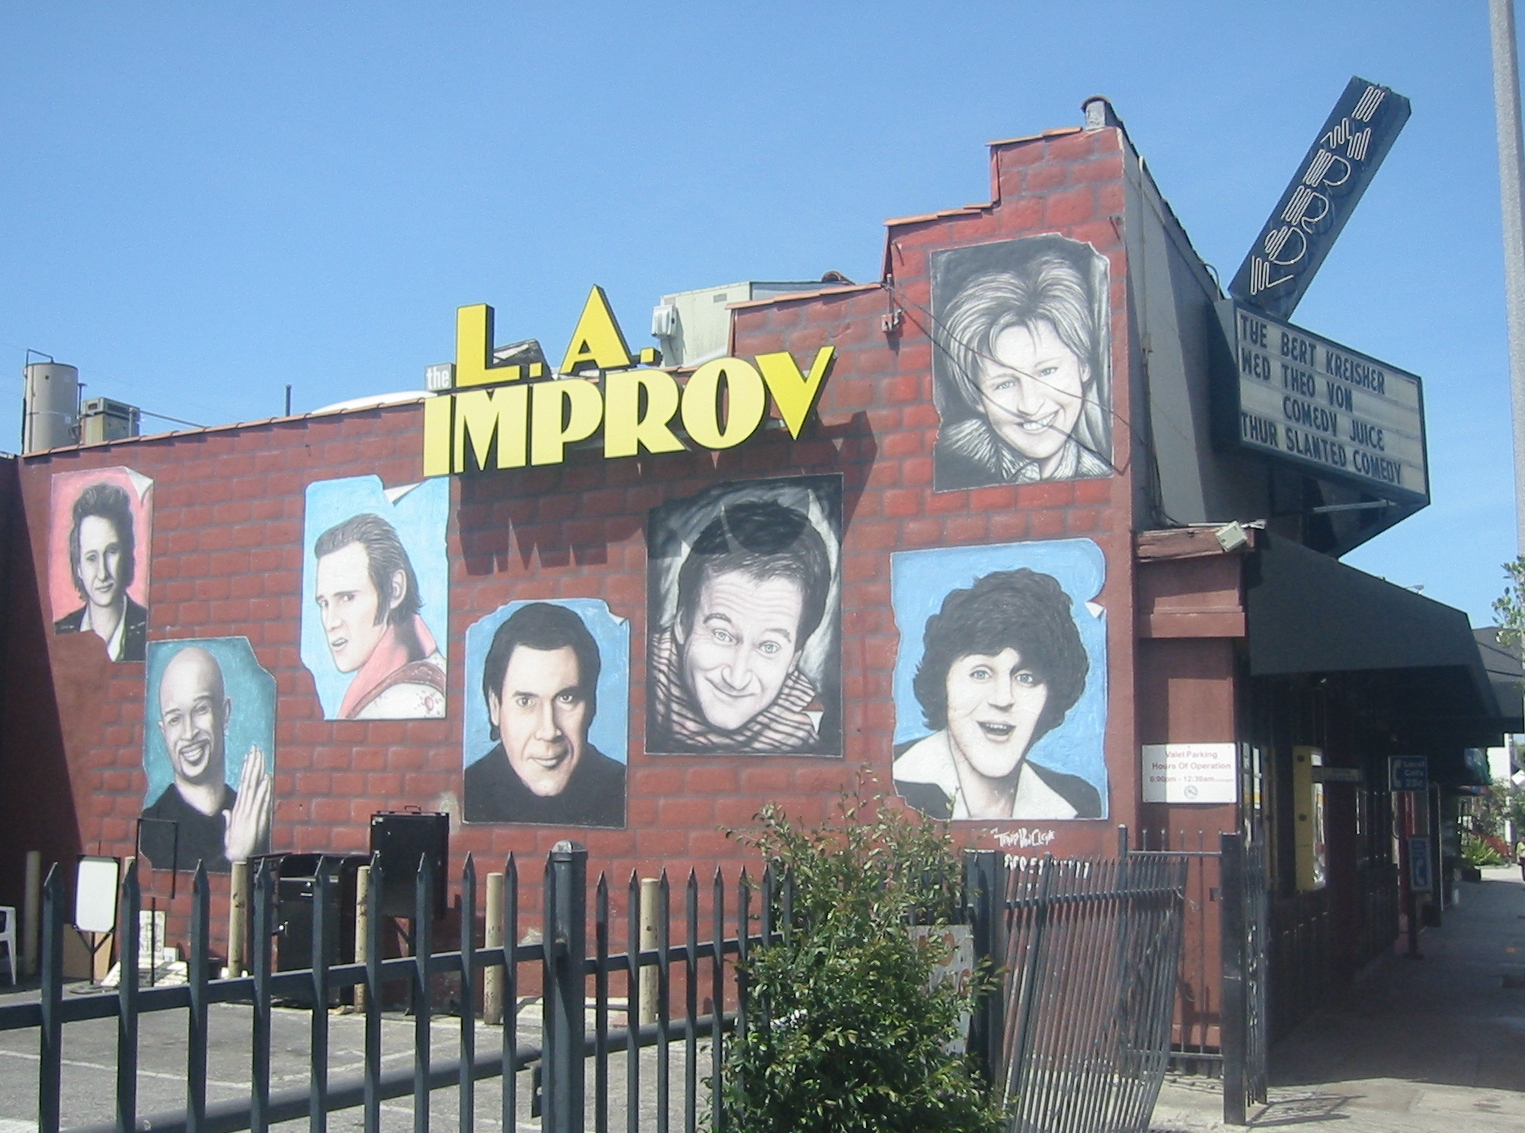 the
L.A.
IMPROV
TUE BERT KREISHER
WED THEO VON
COMEDY JUICE
THUR SLANTED COMEDY
Valet Parking
Hours Of Operation